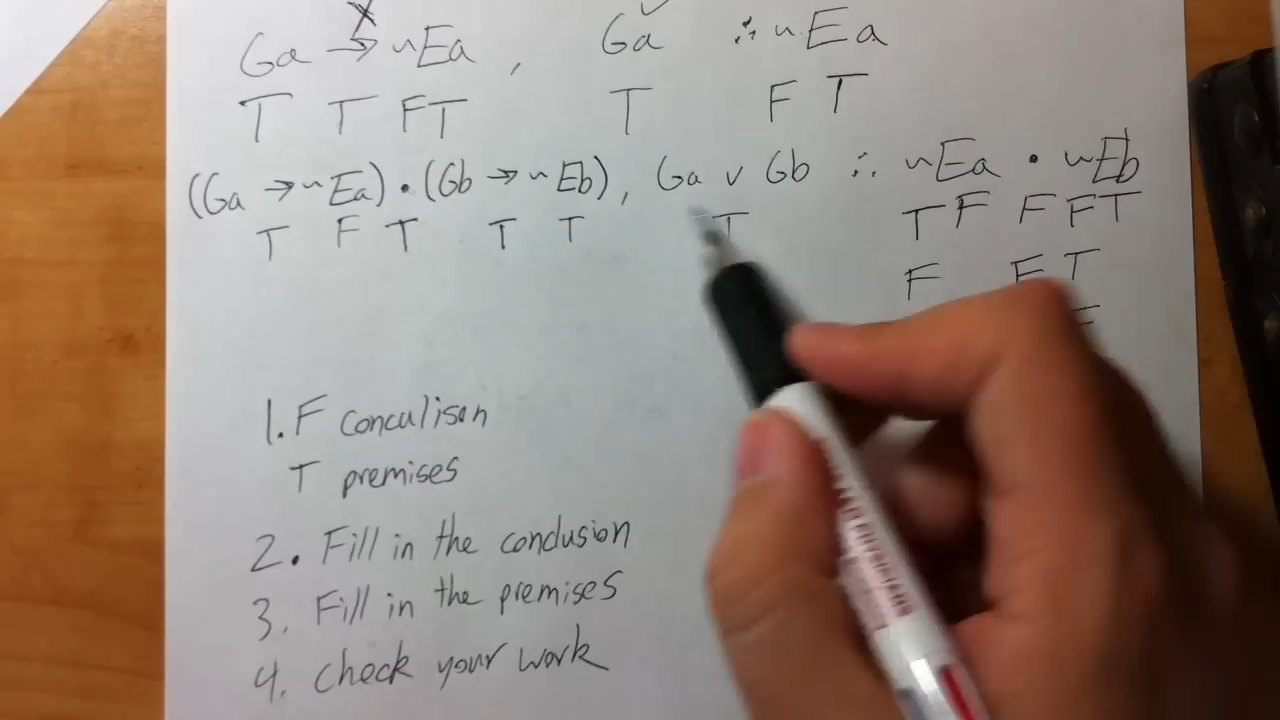 Ga → ~Ea , Ga ∴ ~Ea
T T FT T F T
(Ga → ~Ea) • (Gb → ~Eb), Ga v Gb ∴ ~Ea • ~Eb
T F T T T T T F F F T
F F T
1. F conculison
T premises
2. Fill in the conclusion
3. Fill in the premises
4. Check your work